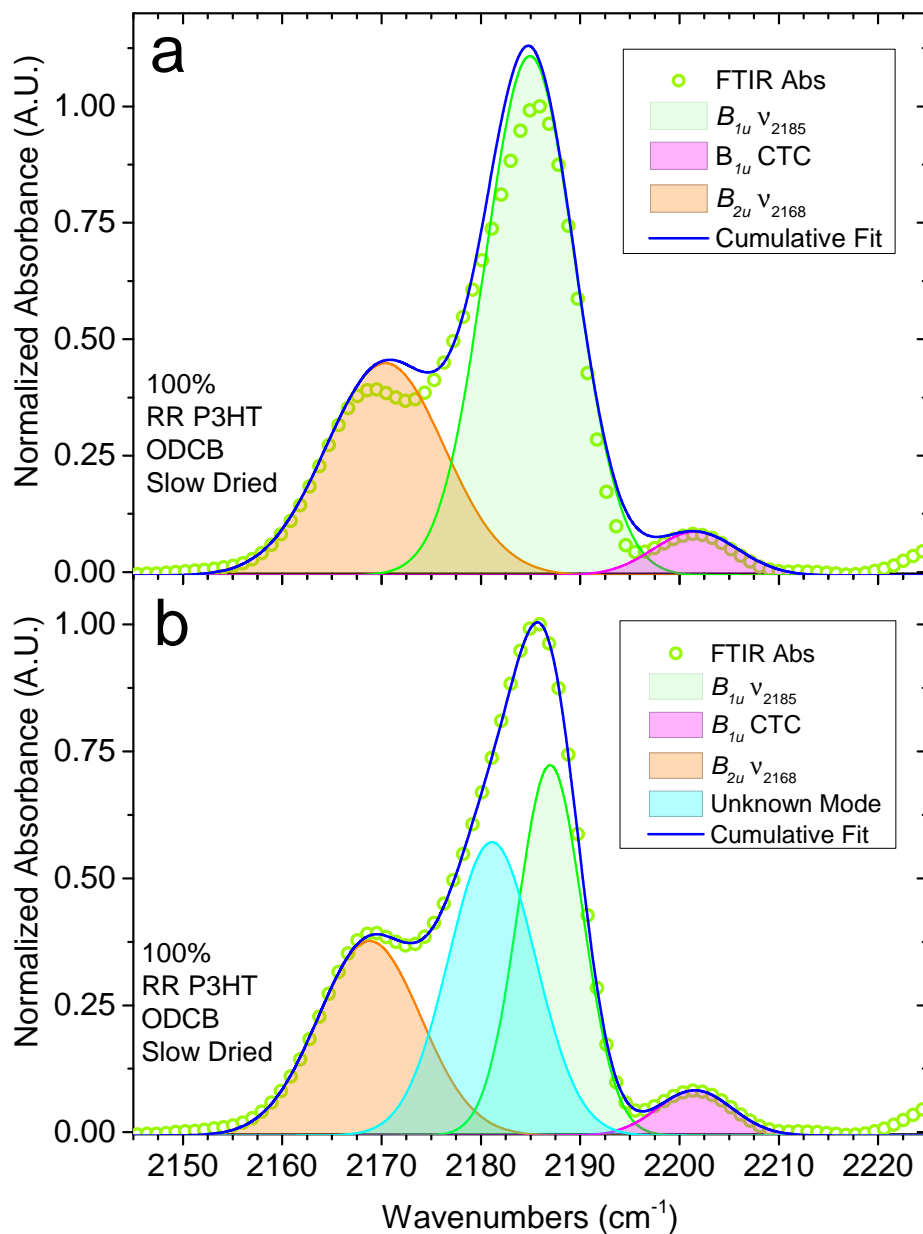 a
Normalized Absorbance (A.U.)
1.00
0.75
0.50
0.25
0.00
FTIR Abs
B1u ν2185
B1u CTC
B2u ν2168
Cumulative Fit
100%
RR P3HT
ODCB
Slow Dried
b
Normalized Absorbance (A.U.)
1.00
0.75
0.50
0.25
0.00
FTIR Abs
B1u ν2185
B1u CTC
B2u ν2168
Unknown Mode
Cumulative Fit
100%
RR P3HT
ODCB
Slow Dried
2150 2160 2170 2180 2190 2200 2210 2220
Wavenumbers (cm-1)